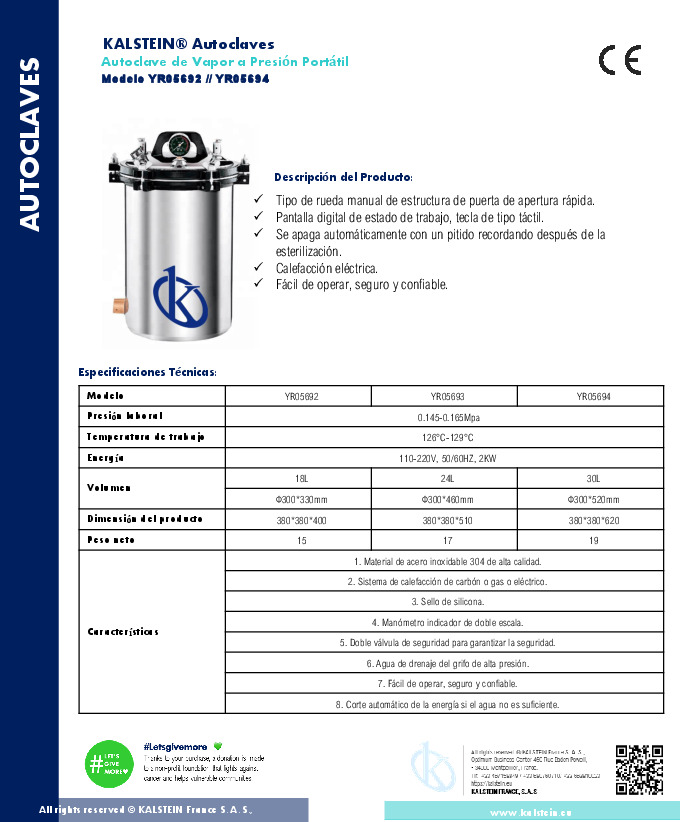 AUTOCLAVES
KALSTEIN® Autoclaves
Autoclave de Vapor a Presión Portátil
Modelo YR05692 // YR05694
CE
Descripción del Producto:
✓ Tipo de rueda manual de estructura de puerta de apertura rápida.
✓ Pantalla digital de estado de trabajo, tecla de tipo táctil.
✓ Se apaga automáticamente con un pitido recordando después de la
esterilización.
✓ Calefacción eléctrica.
✓ Fácil de operar, seguro y confiable.
Especificaciones Técnicas:
Modelo YR05692 YR05693 YR05694
Presión laboral 0.145-0.165Mpa
Temperatura de trabajo 126°C-129°C
Energía 110-220V, 50/60HZ, 2KW
Volumen 18L 24L 30L
Φ300*330mm Φ300*460mm Φ300*520mm
Dimensión del producto 380*380*400 380*380*510 380*380*620
Peso neto 15 17 19
Características
1. Material de acero inoxidable 304 de alta calidad.
2. Sistema de calefacción de carbón o gas o eléctrico.
3. Sello de silicona.
4. Manómetro indicador de doble escala.
5. Doble válvula de seguridad para garantizar la seguridad.
6. Agua de drenaje del grifo de alta presión.
7. Fácil de operar, seguro y confiable.
8. Corte automático de la energía si el agua no es suficiente.
# LET'S
GIVE
MORE
#Letsgivemore
Thanks to your purchase, a donation is made
to a non-profit foundation that fights against
cancer and helps vulnerable communities
All rights reserved ® KALSTEIN France S. A. S.,
Optimum Business Center 450 Rue Baden Powell,
34000 Montpellier, France.
https://kalstein.eu
KALSTEIN FRANCE, S. A. S
All rights reserved © KALSTEIN France S. A. S.,
www.kalstein.eu